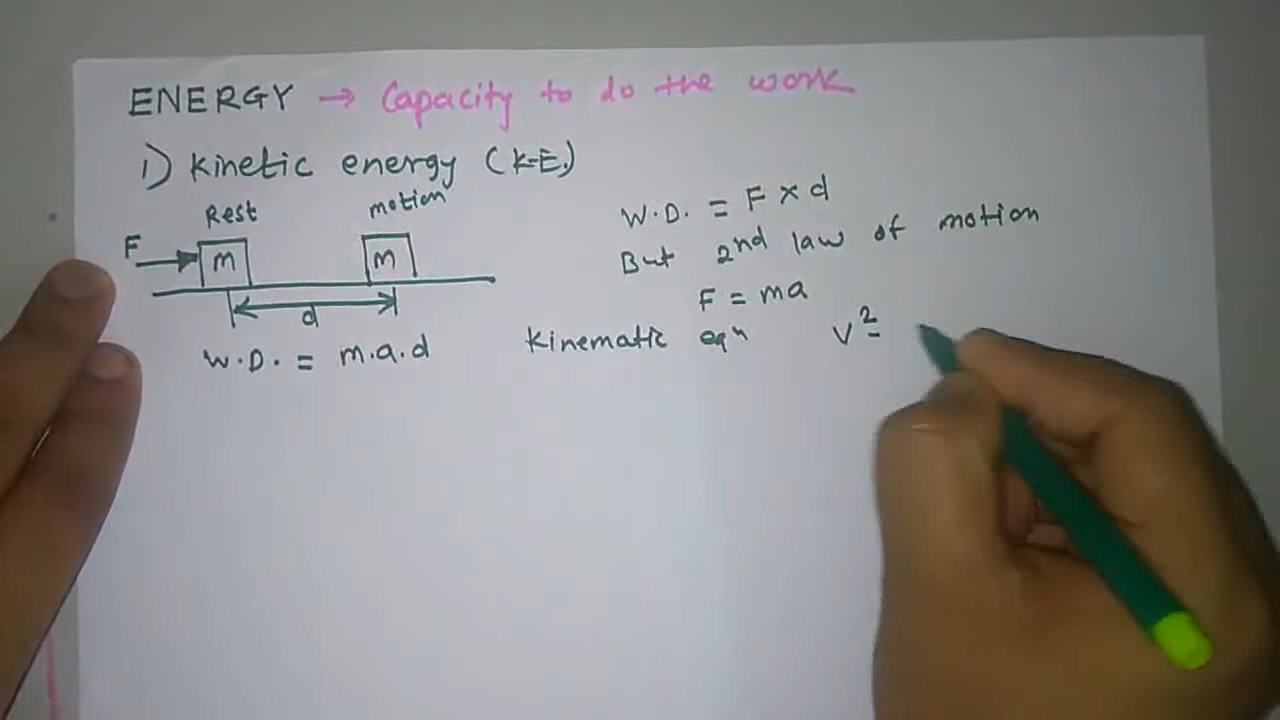 ENERGY → Capacity to do the work
1) Kinetic energy (K.E.)
Rest motion
F m m
d
W.D. = m.a.d
W.D. = F × d
But 2nd law of motion
F = ma
Kinematic eqn V² -